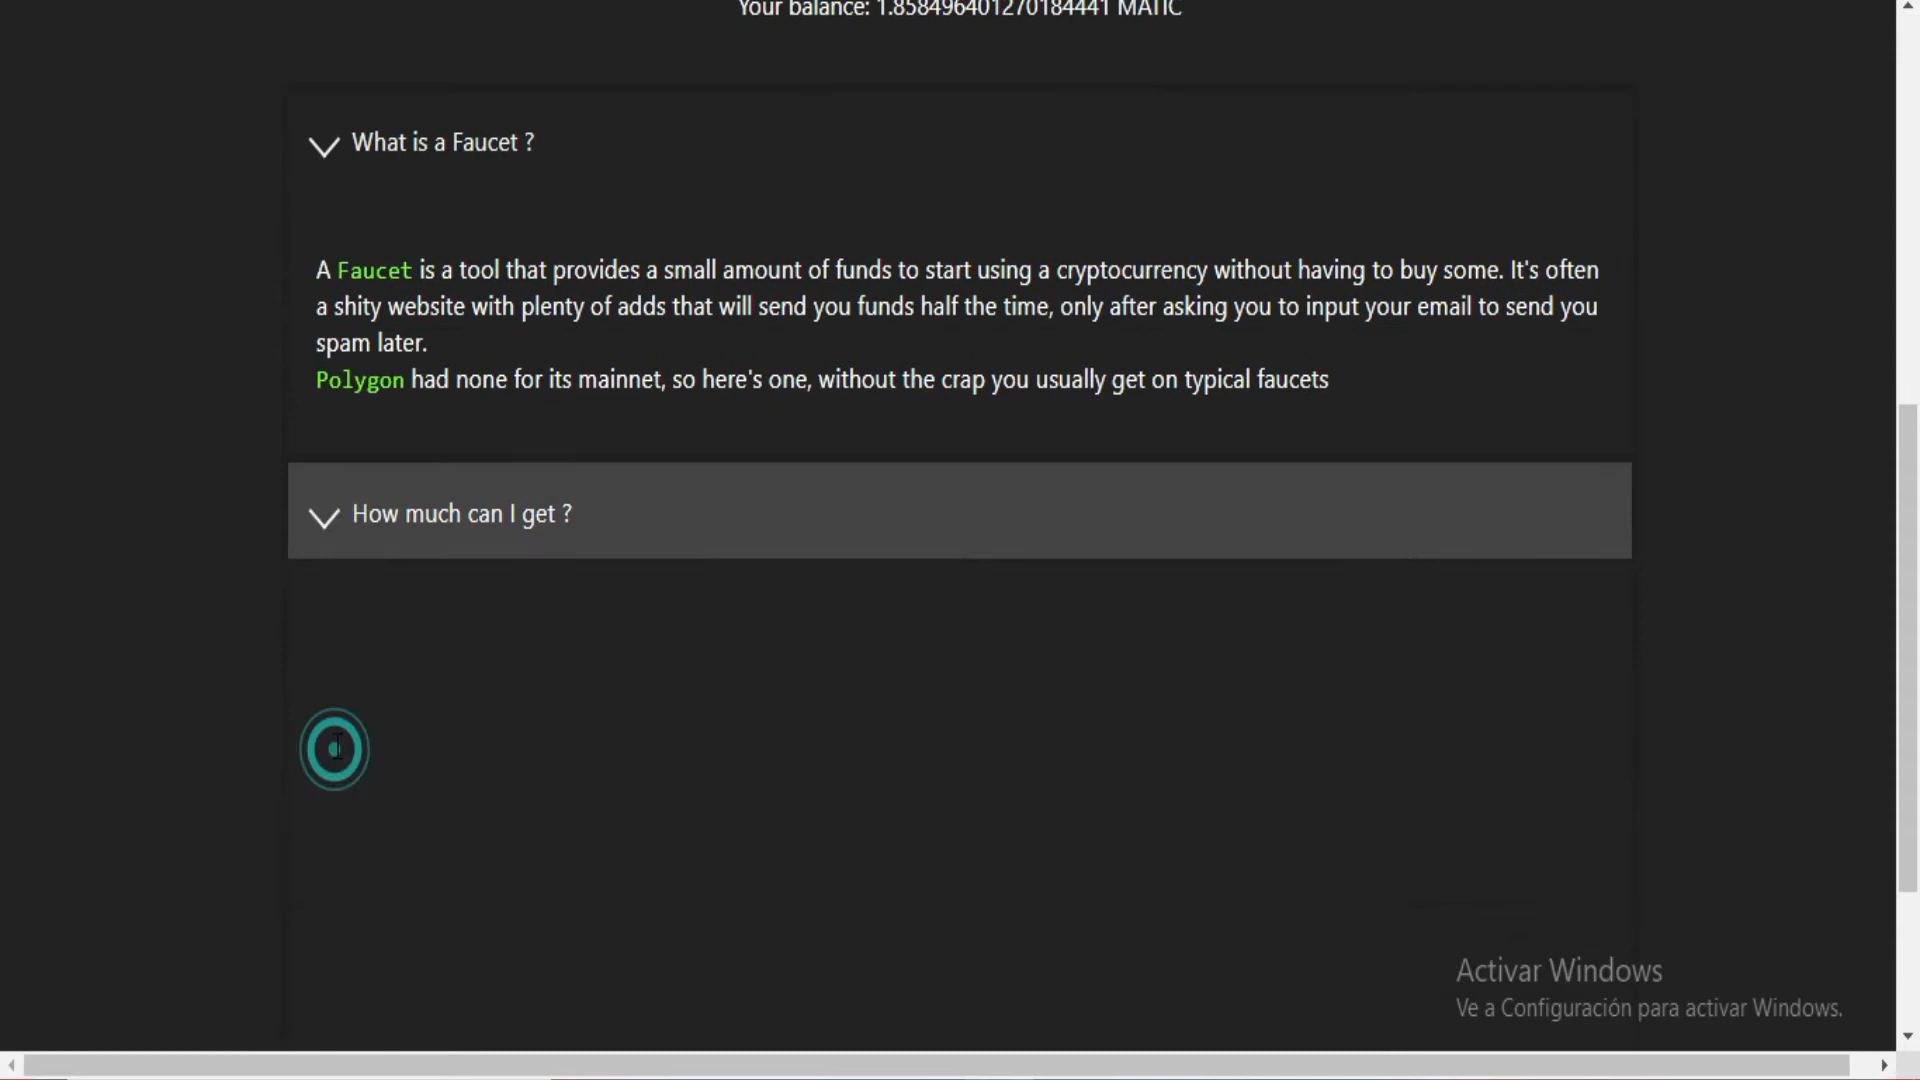 Your balance: 1.858496401270184441 MATIC
What is a Faucet ?
A Faucet is a tool that provides a small amount of funds to start using a cryptocurrency without having to buy some. It's often
a shity website with plenty of adds that will send you funds half the time, only after asking you to input your email to send you
spam later.
Polygon had none for its mainnet, so here's one, without the crap you usually get on typical faucets
How much can I get ?
Activar Windows
Ve a Configuración para activar Windows.